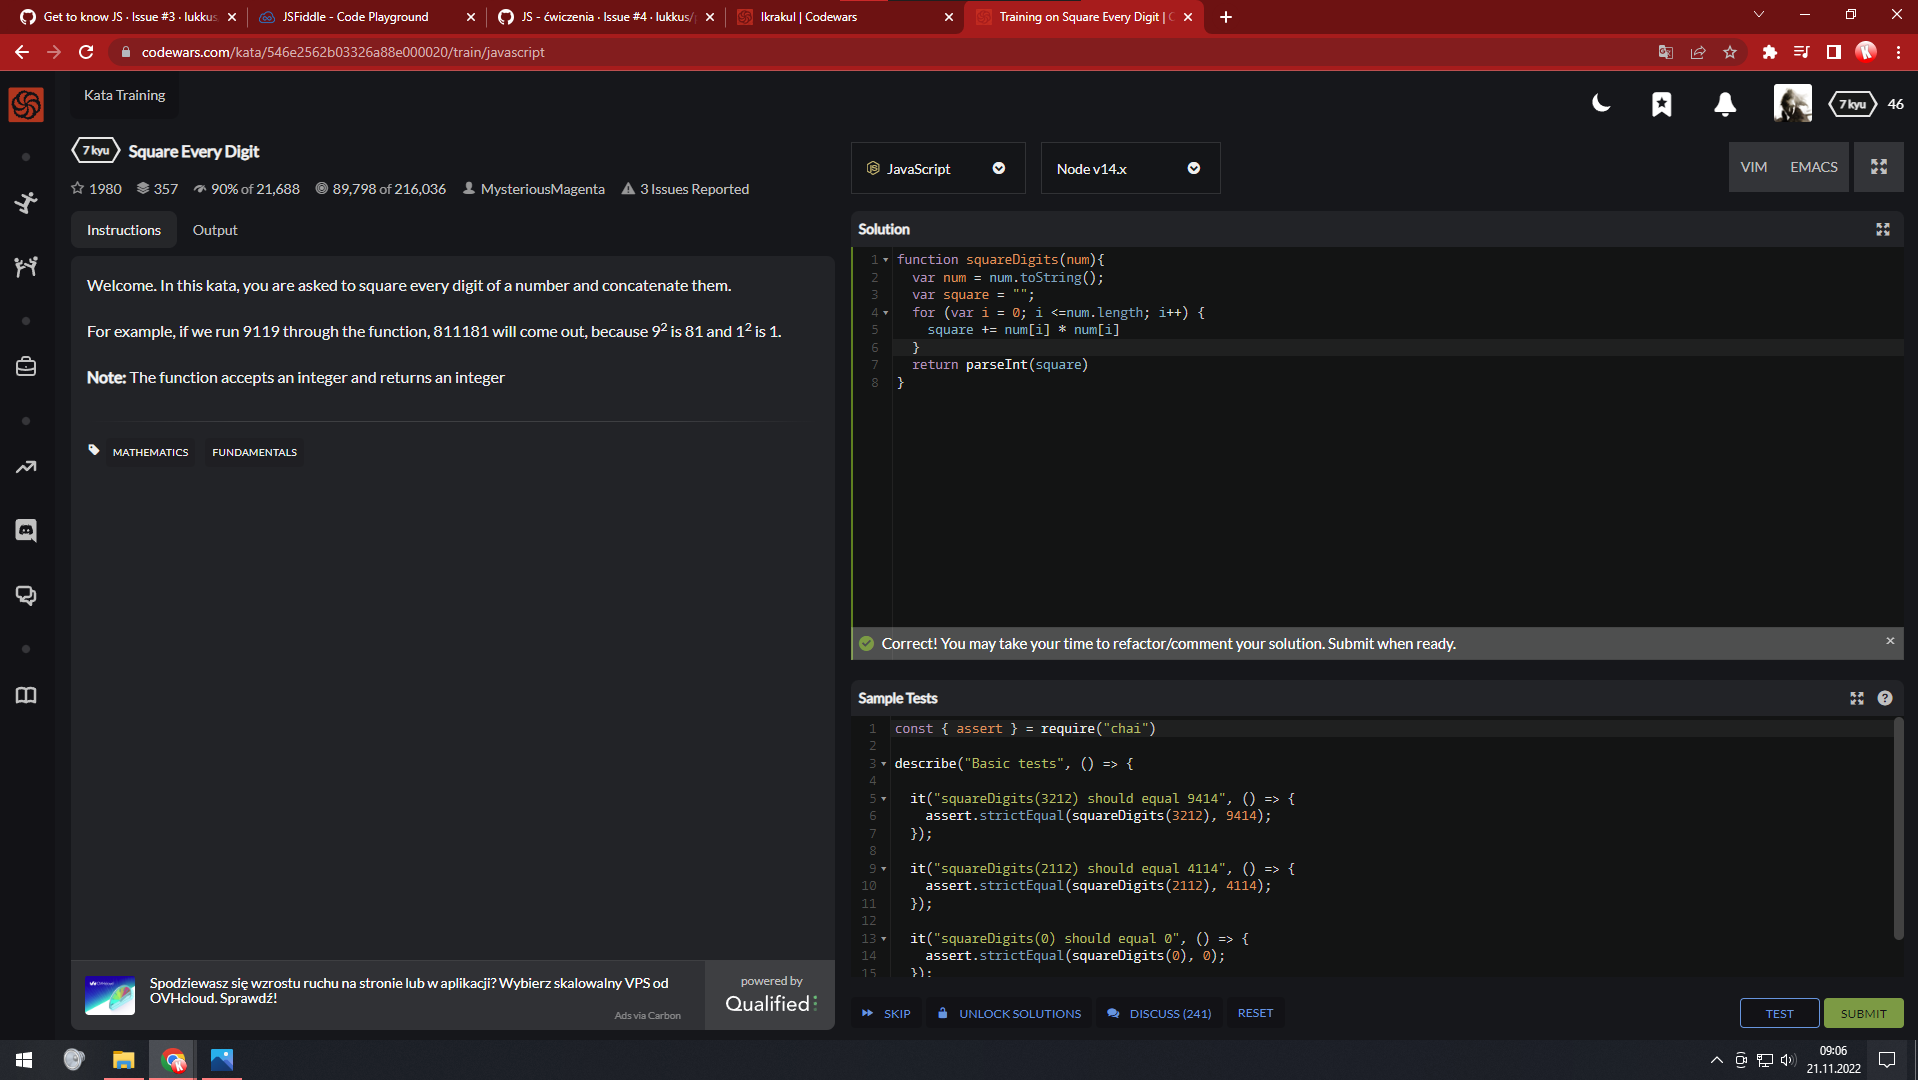 Get to know JS · Issue #3 · lukkus
JSFiddle - Code Playground
JS - ćwiczenia · Issue #4 · lukkus/
Ikrakul | Codewars
Training on Square Every Digit |
codewars.com/kata/546e2562b03326a88e000020/train/javascript
Kata Training
7 kyu
46
7 kyu
Square Every Digit
1980
357
90% of 21,688
89,798 of 216,036
MysteriousMagenta
3 Issues Reported
JavaScript
Node v14.x
VIM
EMACS
Instructions
Output
Welcome. In this kata, you are asked to square every digit of a number and concatenate them.
For example, if we run 9119 through the function, 811181 will come out, because 9² is 81 and 1² is 1.
Note: The function accepts an integer and returns an integer
MATHEMATICS
FUNDAMENTALS
Spodziewasz się wzrostu ruchu na stronie lub w aplikacji? Wybierz skalowalny VPS od
OVHcloud. Sprawdź!
Ads via Carbon
powered by
Qualified
Solution
1 function squareDigits(num){
2 var num = num.toString();
3 var square = "";
4 for (var i = 0; i <=num.length; i++) {
5 square += num[i] * num[i]
6 }
7 return parseInt(square)
8 }
Correct! You may take your time to refactor/comment your solution. Submit when ready.
Sample Tests
1 const { assert } = require("chai")
2
3 describe("Basic tests", () => {
4
5 it("squareDigits(3212) should equal 9414", () => {
6 assert.strictEqual(squareDigits(3212), 9414);
7 });
8
9 it("squareDigits(2112) should equal 4114", () => {
10 assert.strictEqual(squareDigits(2112), 4114);
11 });
12
13 it("squareDigits(0) should equal 0", () => {
14 assert.strictEqual(squareDigits(0), 0);
15 });
SKIP
UNLOCK SOLUTIONS
DISCUSS (241)
RESET
TEST
SUBMIT
09:06
21.11.2022